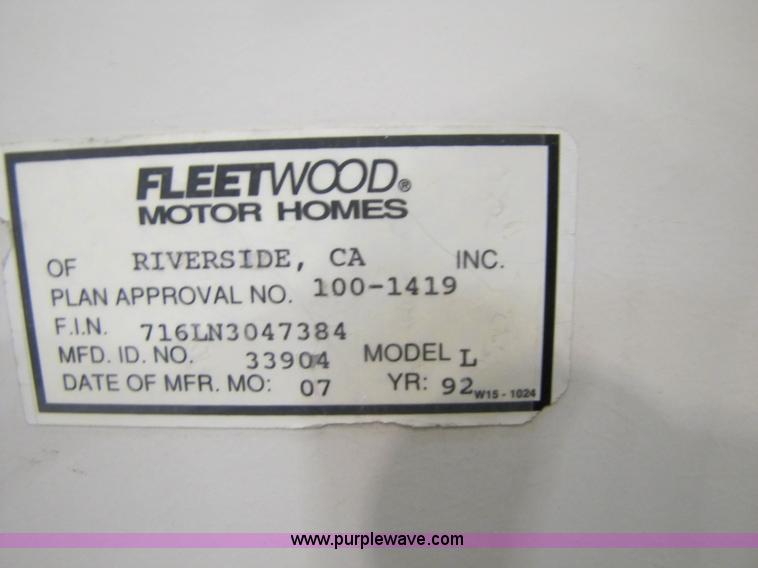 FLEETWOOD®
MOTOR HOMES
OF RIVERSIDE, CA INC.
PLAN APPROVAL NO. 100-1419
F.I.N. 716LN3047384
MFD. ID. NO. 33904 MODEL L
DATE OF MFR. MO: 07 YR: 92 W15-1024
www.purplewave.com